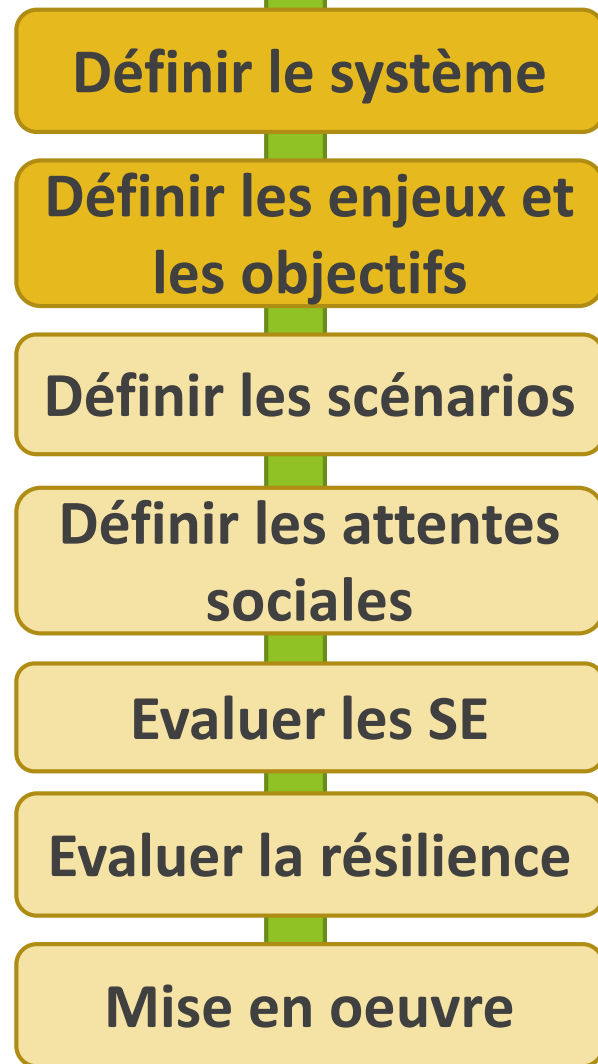 Définir le système
Définir les enjeux et
les objectifs
Définir les scénarios
Définir les attentes
sociales
Evaluer les SE
Evaluer la résilience
Mise en oeuvre